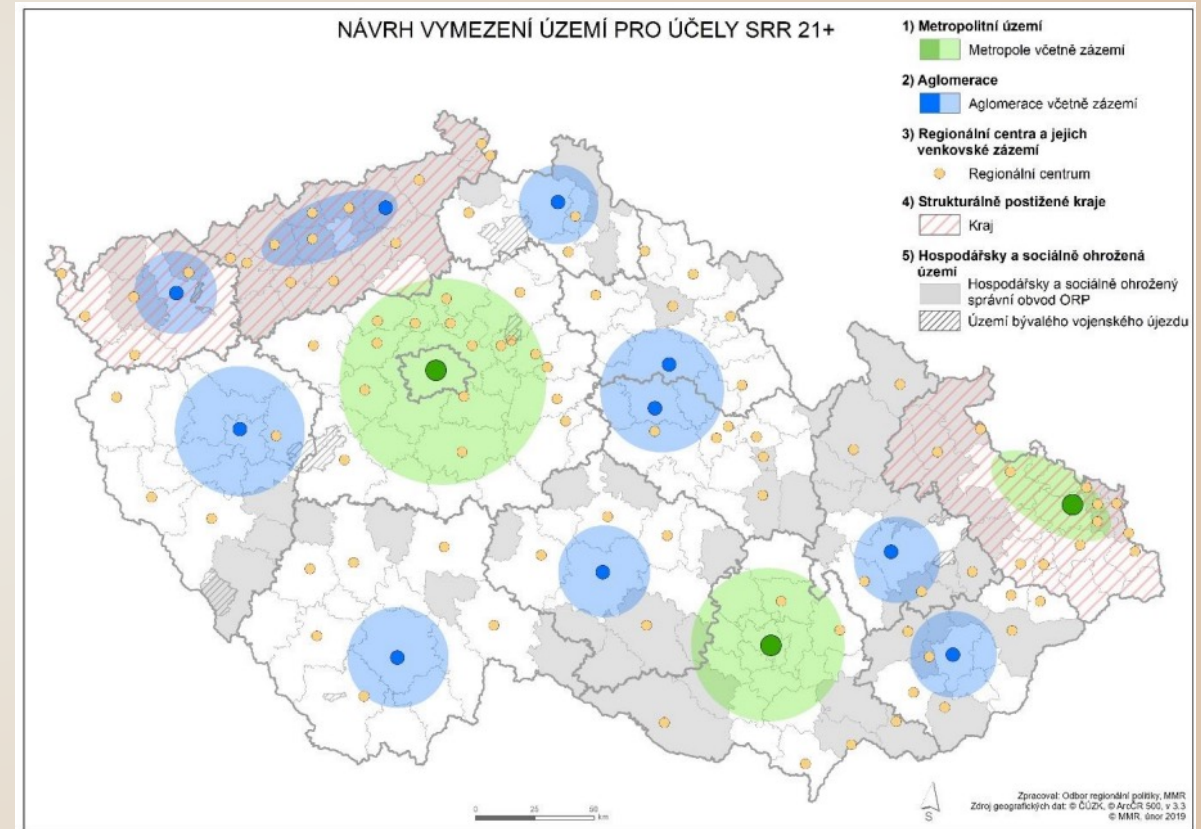 NÁVRH VYMEZENÍ ÚZEMÍ PRO ÚČELY SRR 21+
1) Metropolitní území
Metropole včetně zázemí
2) Aglomerace
Aglomerace včetně zázemí
3) Regionální centra a jejich
venkovské zázemí
Regionální centrum
4) Strukturálně postižené kraje
Kraj
5) Hospodářsky a sociálně ohrožená
území
Hospodářsky a sociálně ohrožený
správní obvod ORP
Území bývalého vojenského újezdu
0 25 50
km
S
Zpracoval: Odbor regionální politiky, MMR
Zdroj geografických dat: © ČÚZK, © ArcČR 500, v 3.3
© MMR, únor 2019